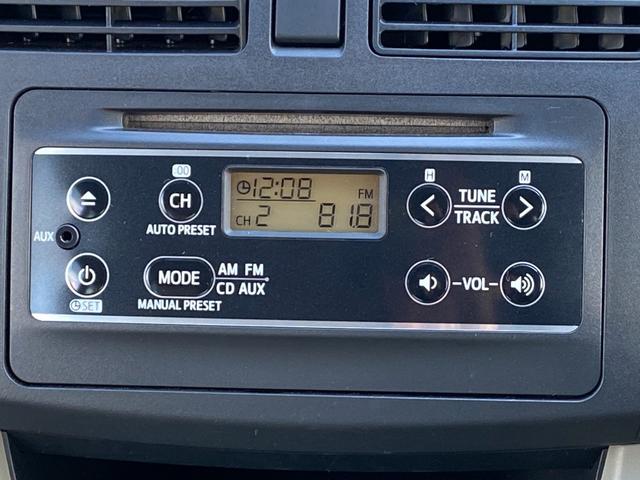 :00
CH
AUTO PRESET
AUX
SET
MODE
MANUAL PRESET
AM FM
CD AUX
12:08
FM
CH 2 81.8
H
M
TUNE
TRACK
VOL